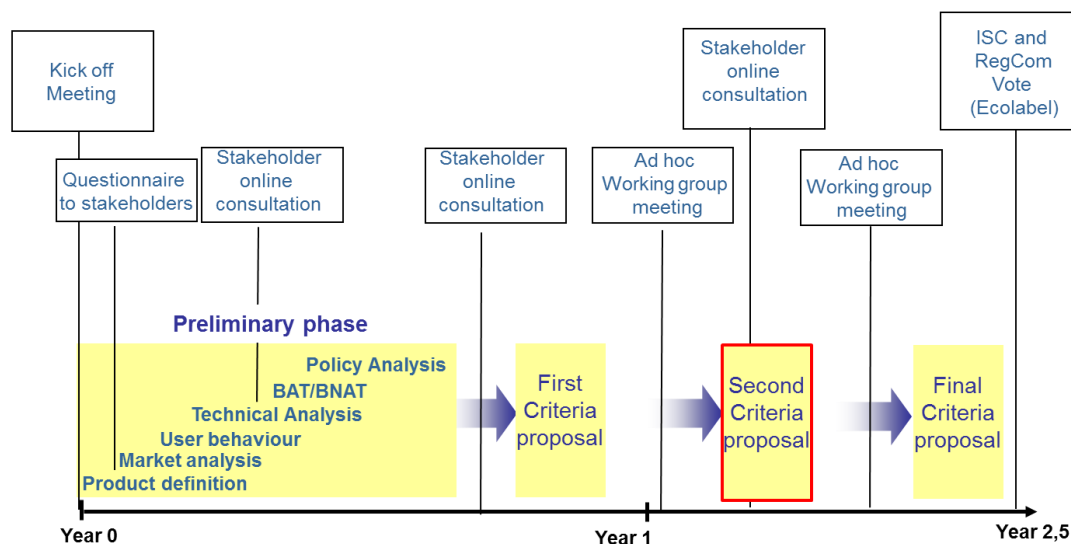 Kick off
Meeting
Questionnaire
to stakeholders
Stakeholder
online
consultation
Stakeholder
online
consultation
Ad hoc
Working group
meeting
Stakeholder
online
consultation
Ad hoc
Working group
meeting
ISC and
RegCom
Vote
(Ecolabel)
Preliminary phase
Policy Analysis
BAT/BNAT
Technical Analysis
User behaviour
Market analysis
Product definition
First
Criteria
proposal
Second
Criteria
proposal
Final
Criteria
proposal
Year 0
Year 1
Year 2,5